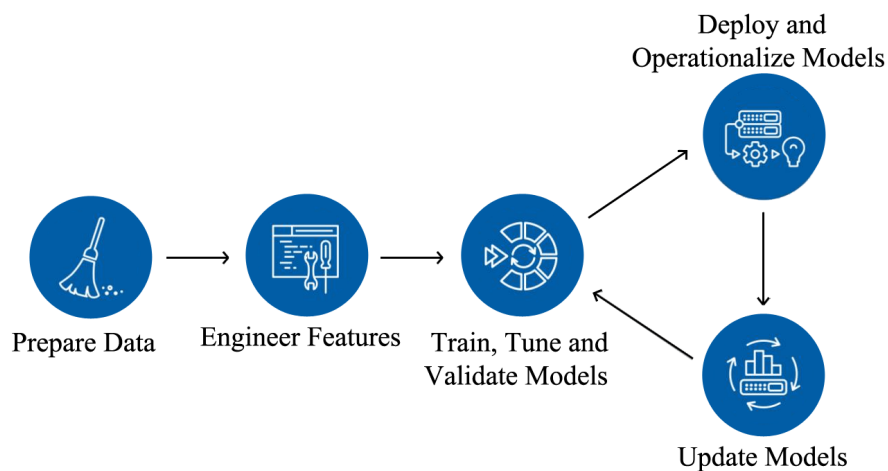 Deploy and
Operationalize Models
Prepare Data
Engineer Features
Train, Tune and
Validate Models
Update Models